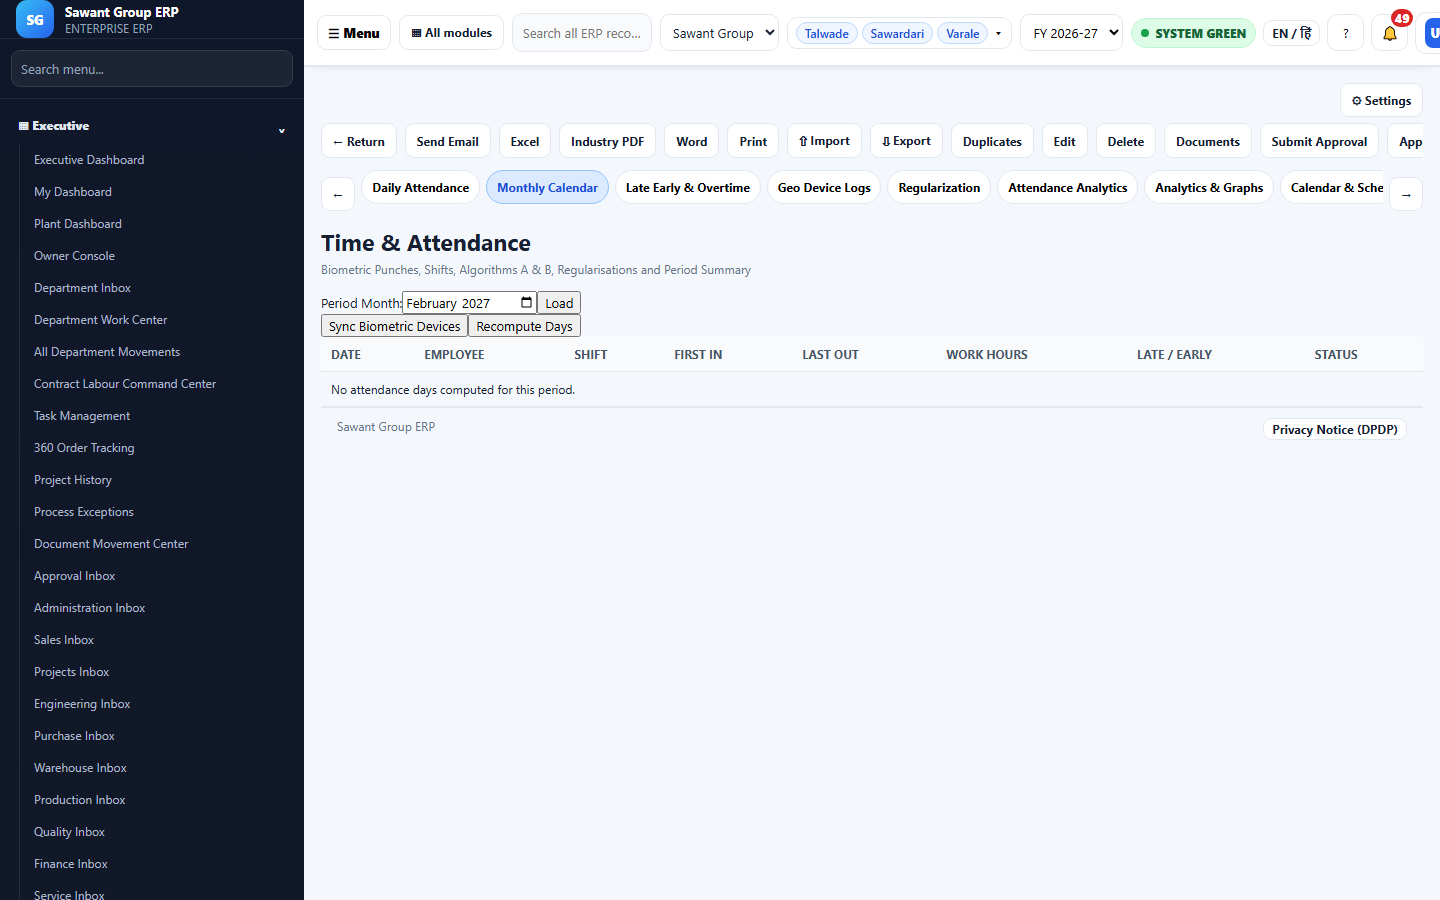 SG
Sawant Group ERP
ENTERPRISE ERP
Search menu...
Executive
Executive Dashboard
My Dashboard
Plant Dashboard
Owner Console
Department Inbox
Department Work Center
All Department Movements
Contract Labour Command Center
Task Management
360 Order Tracking
Project History
Process Exceptions
Document Movement Center
Approval Inbox
Administration Inbox
Sales Inbox
Projects Inbox
Engineering Inbox
Purchase Inbox
Warehouse Inbox
Production Inbox
Quality Inbox
Finance Inbox
Service Inbox
☰ Menu
All modules
Search all ERP reco...
Sawant Group
Talwade Sawardari Varale
FY 2026-27
SYSTEM GREEN
EN / हिं
?
49
U
⚙ Settings
← Return Send Email Excel Industry PDF Word Print ⇧ Import ⇩ Export Duplicates Edit Delete Documents Submit Approval App
← Daily Attendance Monthly Calendar Late Early & Overtime Geo Device Logs Regularization Attendance Analytics Analytics & Graphs Calendar & Sche →
Time & Attendance
Biometric Punches, Shifts, Algorithms A & B, Regularisations and Period Summary
Period Month: February 2027 Load
Sync Biometric Devices Recompute Days
DATE EMPLOYEE SHIFT FIRST IN LAST OUT WORK HOURS LATE / EARLY STATUS
No attendance days computed for this period.
Sawant Group ERP
Privacy Notice (DPDP)